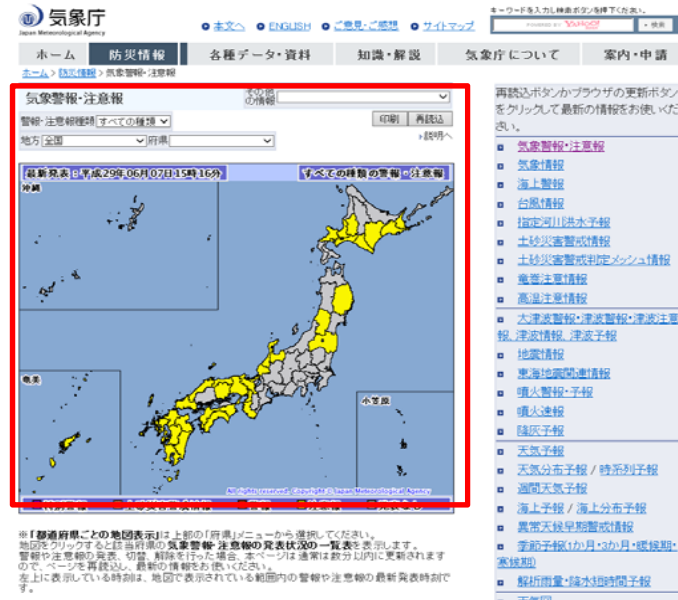 気象庁
Japan Meteorological Agency
本文へ ENGLISH ご意見・ご感想 サイトマップ
キーワードを入力し検索ボタンを押下ください。
POWERED BY YAHOO! 検索
ホーム 防災情報 各種データ・資料 知識・解説 気象庁について 案内・申請
ホーム > 防災情報 > 気象警報・注意報
気象警報・注意報 その他の情報
警報・注意報種類 すべての種類 印刷 再読込
地方 全国 府県 >説明へ
最新発表:平成29年06月07日15時16分 すべての種類の警報・注意報
沖縄
奄美
小笠原
All rights reserved. Copyright © Japan Meteorological Agency
※「都道府県ごとの地図表示」は上部の「府県」メニューから選択してください。
地図をクリックすると該当府県の気象警報・注意報の発表状況の一覧表を表示します。
警報や注意報の発表、切替、解除を行った場合、本ページは通常は数分以内に更新されます
ので、ページを再読込し、最新の情報をお使いください。
左上に表示している時刻は、地図で表示されている範囲内の警報や注意報の最新発表時刻で
す。
再読込ボタンかブラウザの更新ボタン
をクリックして最新の情報をお使いくだ
さい。
気象警報・注意報
気象情報
海上警報
台風情報
指定河川洪水予報
土砂災害警戒情報
土砂災害警戒判定メッシュ情報
竜巻注意情報
高温注意情報
大津波警報・津波警報・津波注意
報、津波情報、津波予報
地震情報
東海地震関連情報
噴火警報・予報
噴火速報
降灰予報
天気予報
天気分布予報 / 時系列予報
週間天気予報
海上予報 / 海上分布予報
異常天候早期警戒情報
季節予報(1か月・3か月・暖候期・
寒候期)
解析雨量・降水短時間予報
天気図